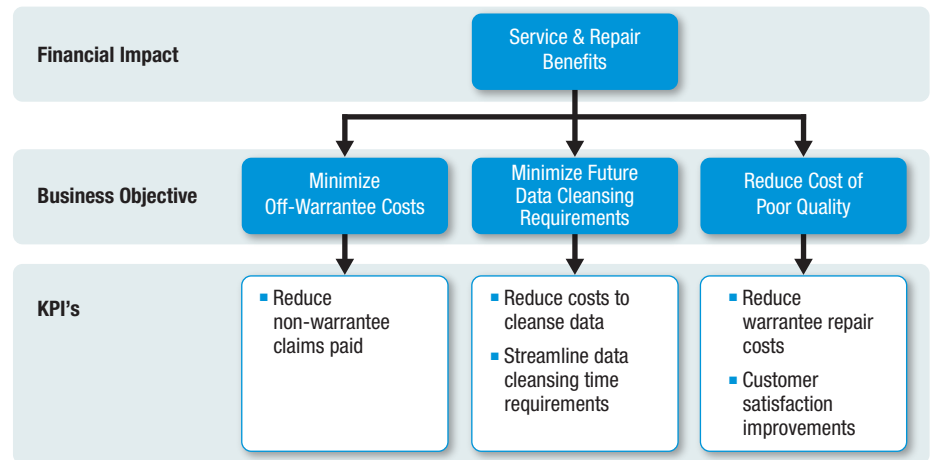 Financial Impact
Service & Repair
Benefits
Business Objective
Minimize
Off-Warrantee Costs
Minimize Future
Data Cleansing
Requirements
Reduce Cost of
Poor Quality
KPI's
Reduce
non-warrantee
claims paid
Reduce costs to
cleanse data
Streamline data
cleansing time
requirements
Reduce
warrantee repair
costs
Customer
satisfaction
improvements